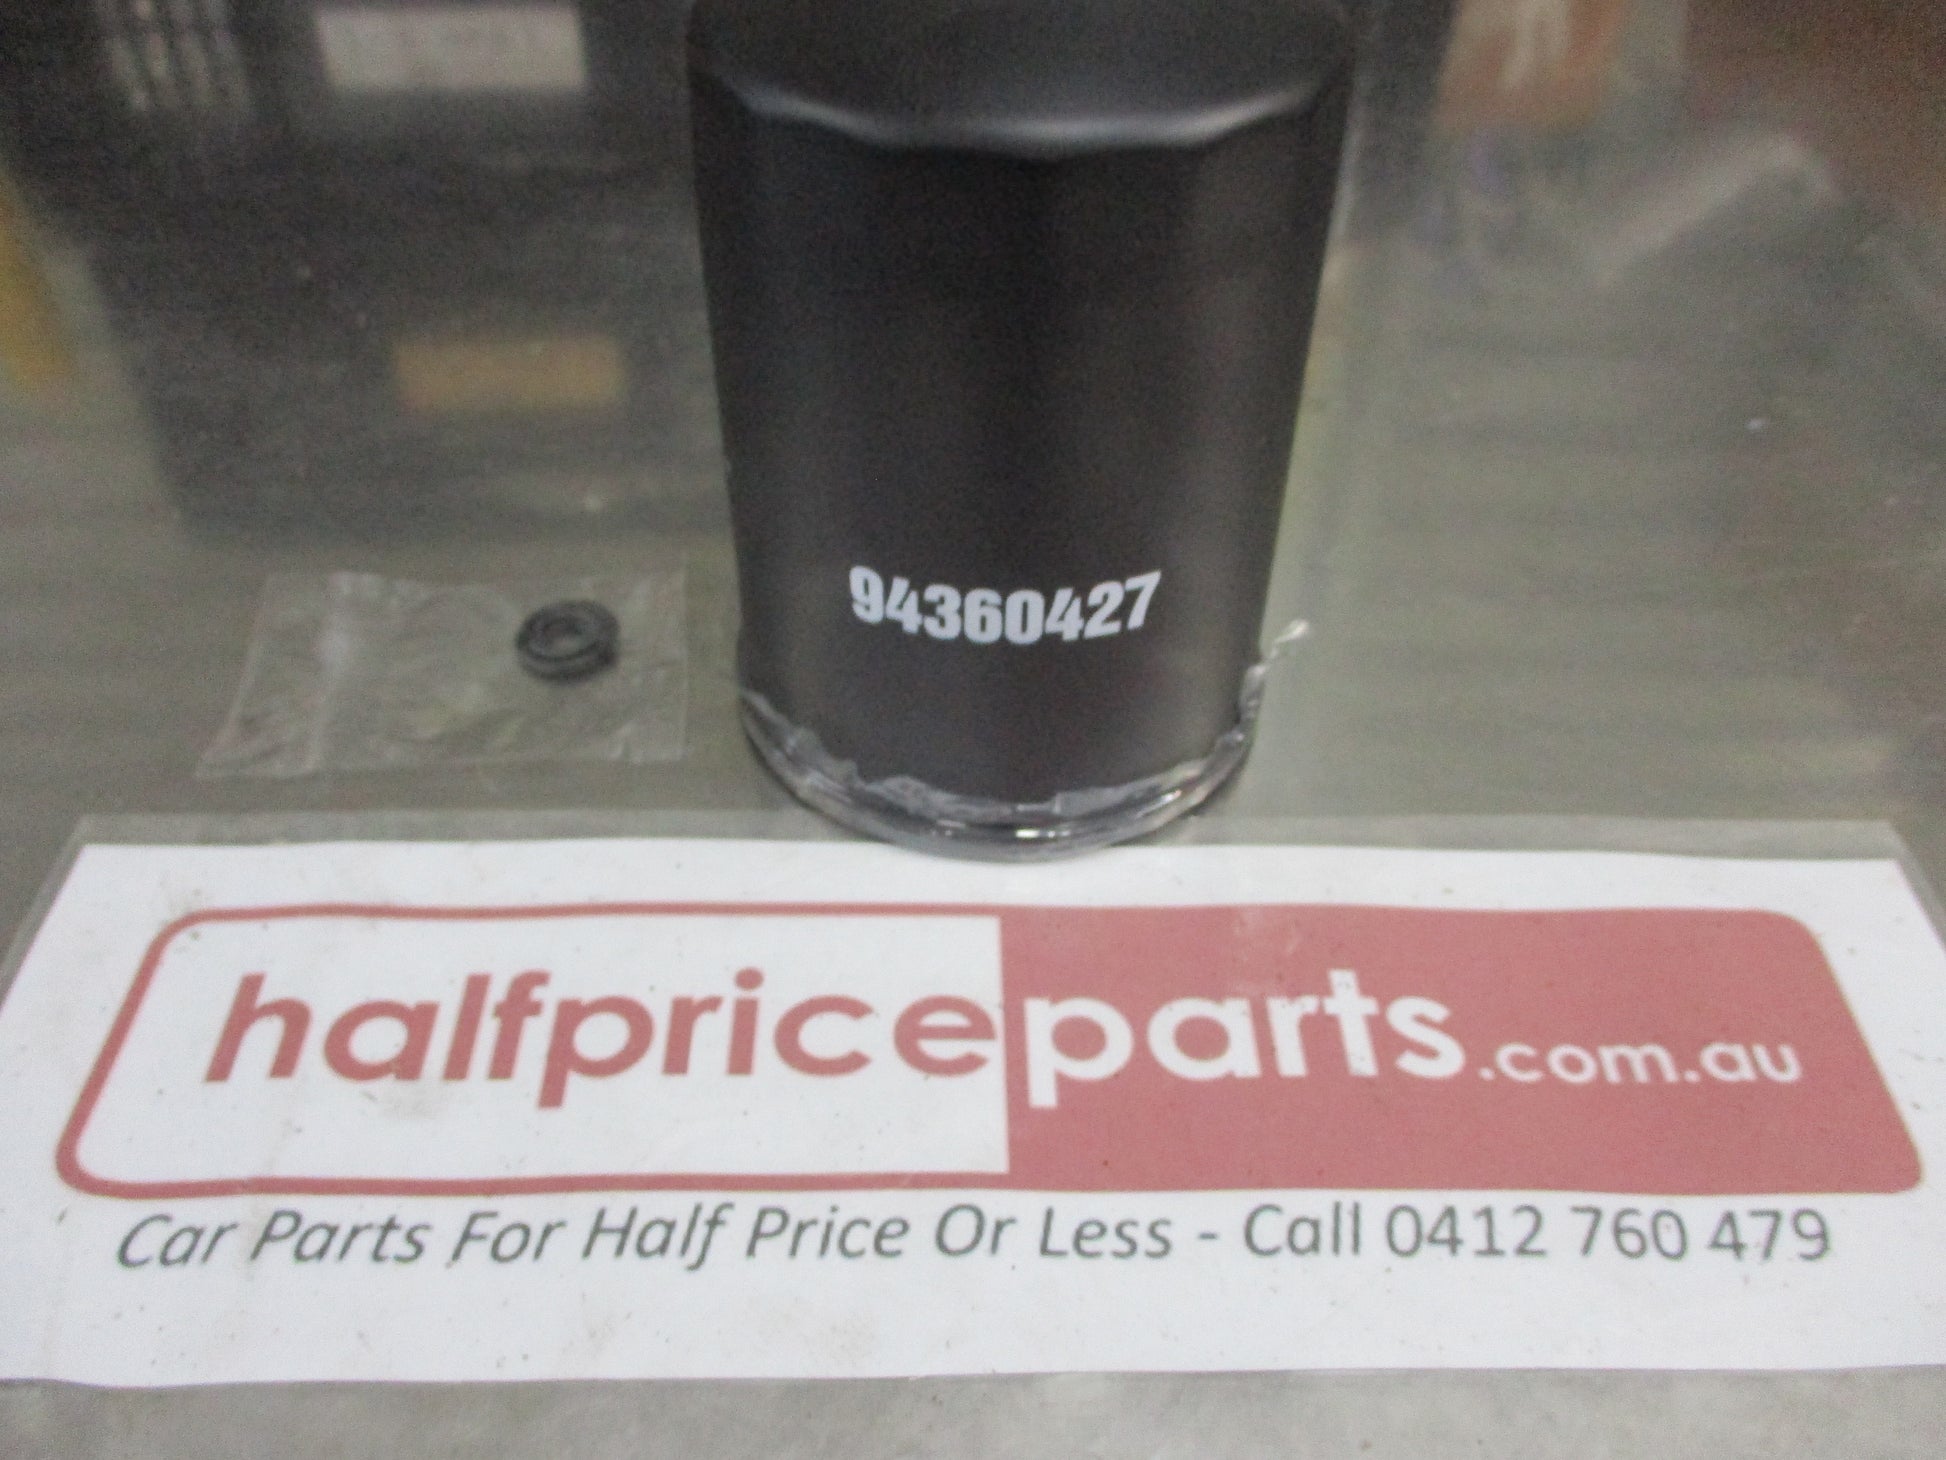 94360427
halfpriceparts.com.au
Car Parts For Half Price Or Less - Call 0412 760 479